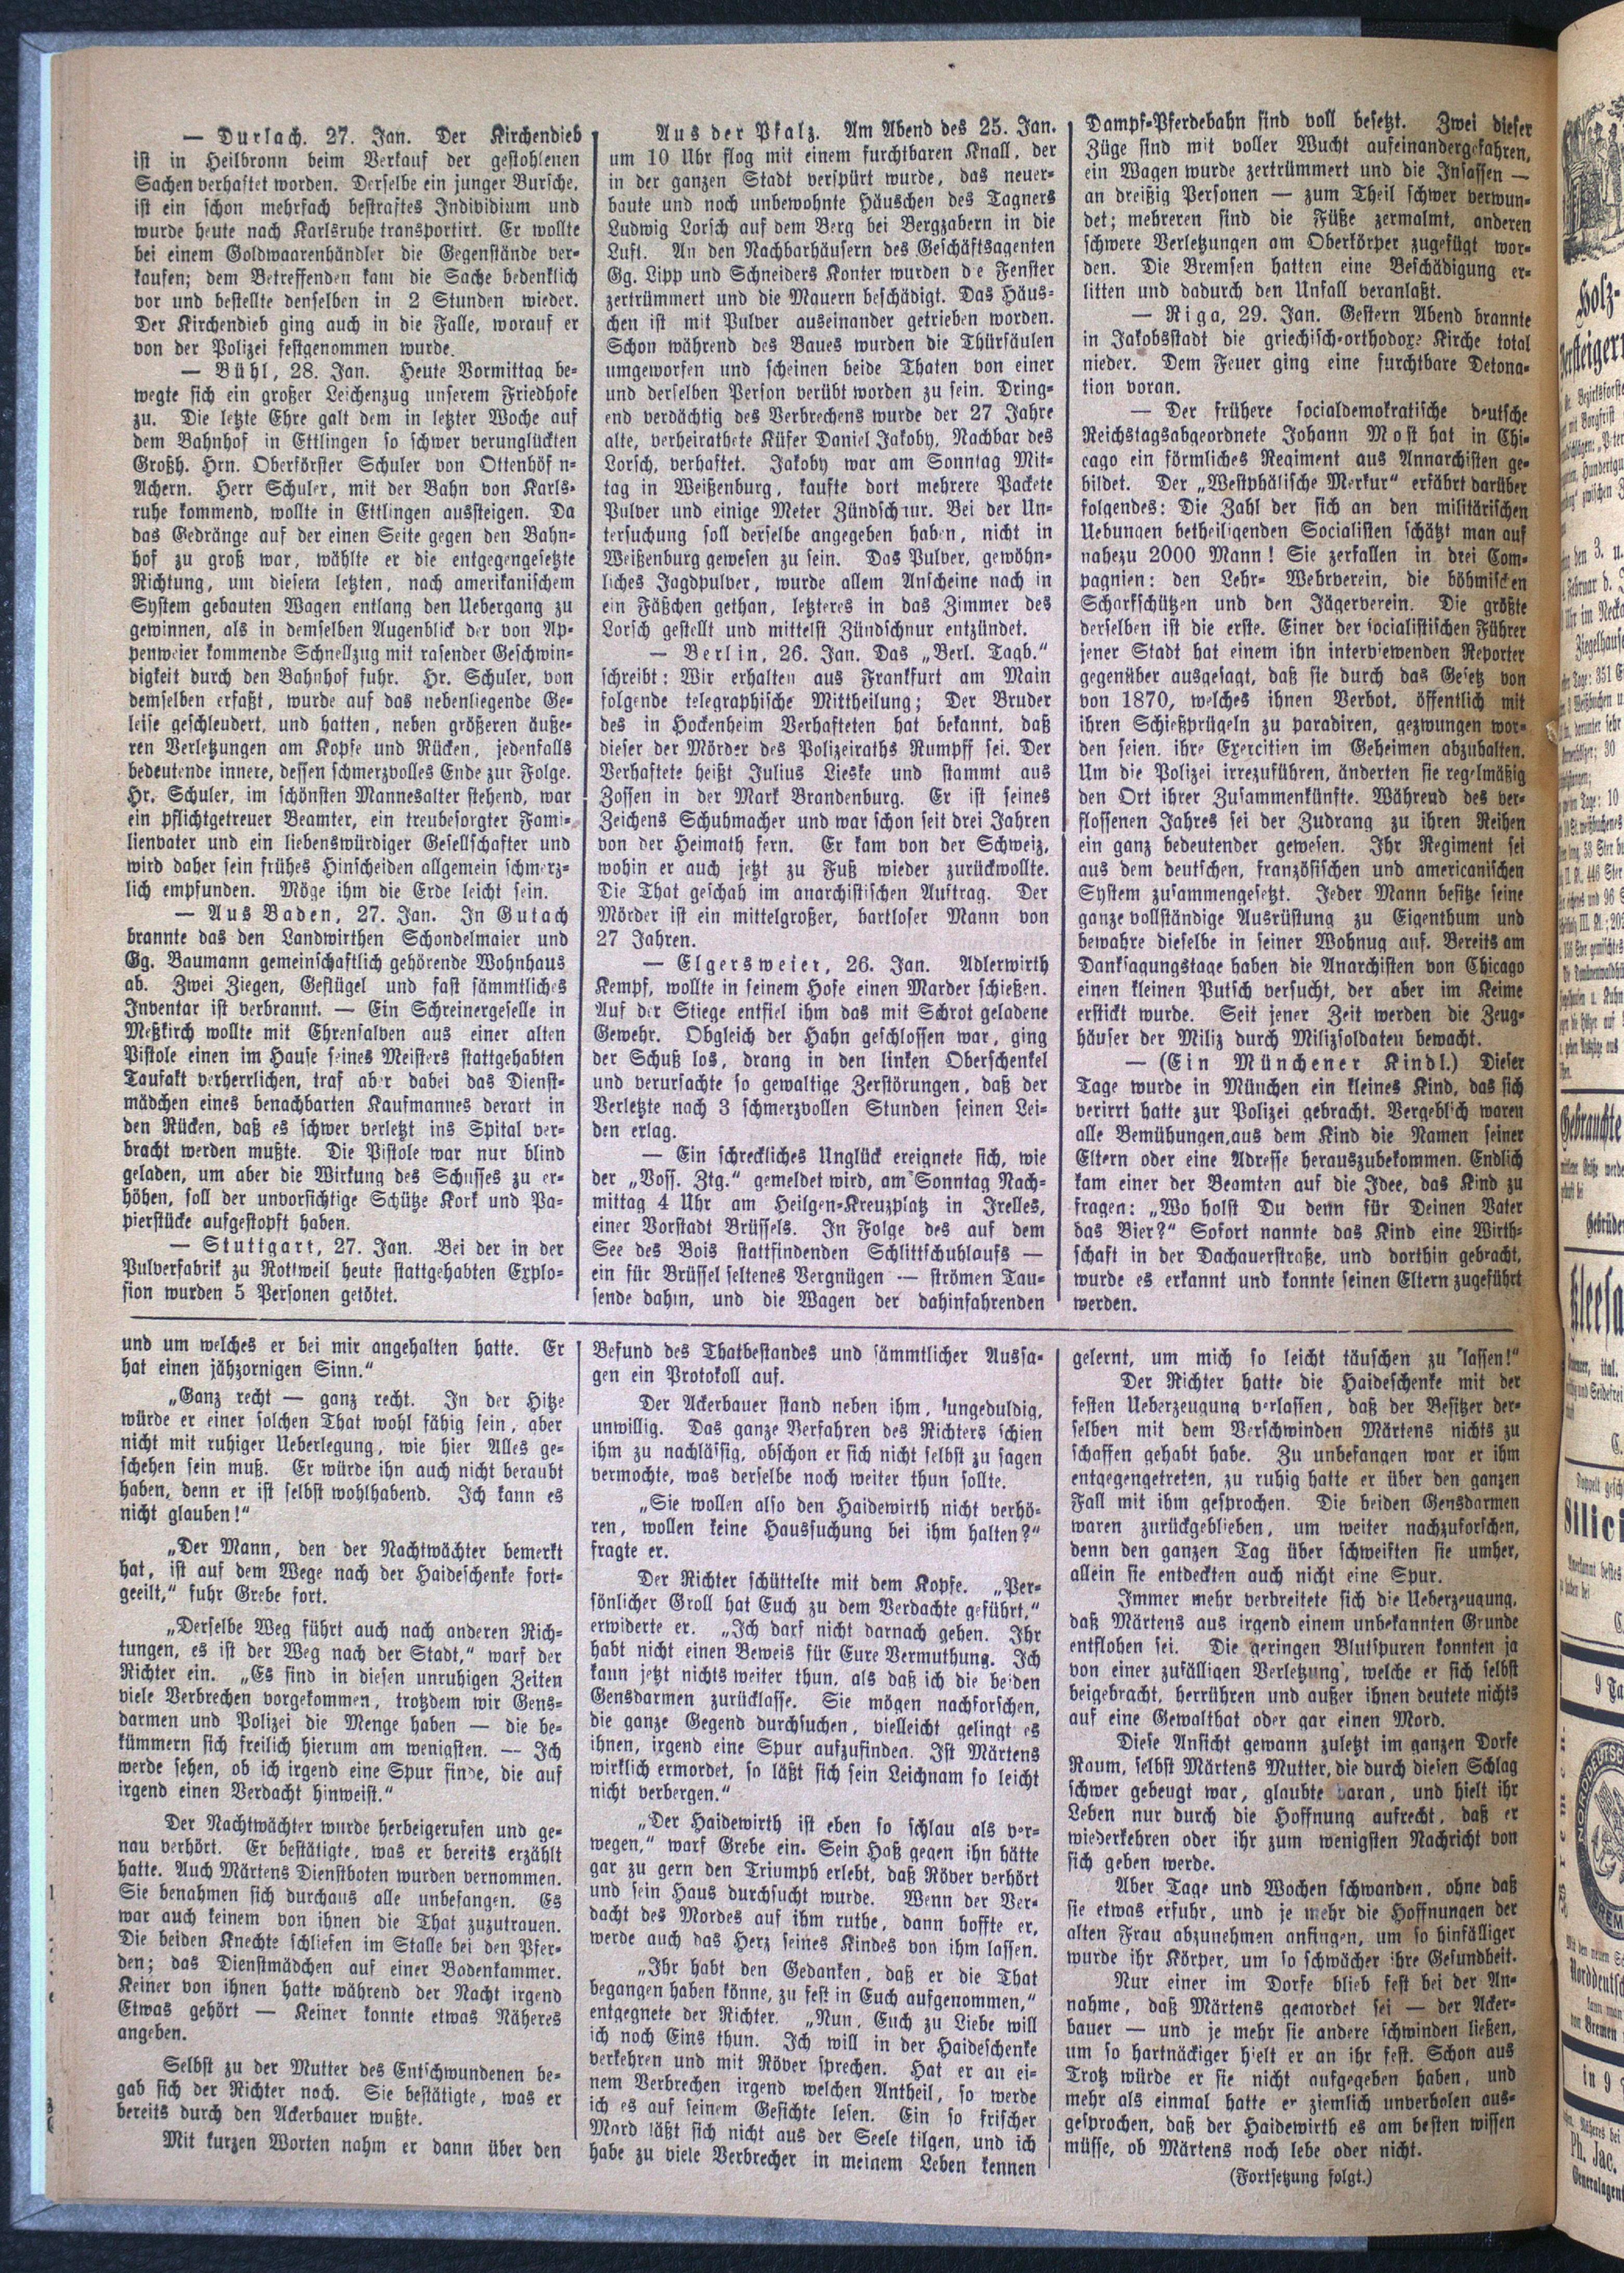 — Durlach. 27. Jan. Der Kirchendieb
ist in Heilbronn beim Verkauf der gestohlenen
Sachen verhaftet worden. Derselbe ein junger Bursche,
ist ein schon mehrfach bestraftes Individium und
wurde heute nach Karlsruhe transportirt. Er wollte
bei einem Goldwaarenhändler die Gegenstände ver-
kaufen; dem Betreffenden kam die Sache bedenklich
vor und bestellte denselben in 2 Stunden wieder.
Der Kirchendieb ging auch in die Falle, worauf er
von der Polizei festgenommen wurde.
— Bühl, 28. Jan. Heute Vormittag be-
wegte sich ein großer Leichenzug unserem Friedhofe
zu. Die letzte Ehre galt dem in letzter Woche auf
dem Bahnhof in Ettlingen so schwer verunglückten
Großh. Hrn. Oberförster Schuler von Ottenhöf n-
Achern. Herr Schuler, mit der Bahn von Karls-
ruhe kommend, wollte in Ettlingen aussteigen. Da
das Gedränge auf der einen Seite gegen den Bahn-
hof zu groß war, wählte er die entgegengesetzte
Richtung, um diesem letzten, nach amerikanischem
System gebauten Wagen entlang den Uebergang zu
gewinnen, als in demselben Augenblick der von Ap-
penweier kommende Schnellzug mit rasender Geschwin-
digkeit durch den Bahnhof fuhr. Hr. Schuler, von
demselben erfaßt, wurde auf das nebenliegende Ge-
leise geschleudert, und hatten, neben größeren äuße-
ren Verletzungen am Kopfe und Rücken, jedenfalls
bedeutende innere, dessen schmerzvolles Ende zur Folge.
Hr. Schuler, im schönsten Mannesalter stehend, war
ein pflichtgetreuer Beamter, ein treubesorgter Fami-
lienvater und ein liebenswürdiger Gesellschafter und
wird daher sein frühes Hinscheiden allgemein schmerz-
lich empfunden. Möge ihm die Erde leicht sein.
— Aus Baden, 27. Jan. In Gutach
brannte das den Landwirthen Schondelmaier und
Gg. Baumann gemeinschaftlich gehörende Wohnhaus
ab. Zwei Ziegen, Geflügel und fast sämmtliches
Inventar ist verbrannt. — Ein Schreinergeselle in
Meßkirch wollte mit Ehrensalven aus einer alten
Pistole einen im Hause seines Meisters stattgehabten
Taufakt verherrlichen, traf aber dabei das Dienst-
mädchen eines benachbarten Kaufmannes derart in
den Rücken, daß es schwer verletzt ins Spital ver-
bracht werden mußte. Die Pistole war nur blind
geladen, um aber die Wirkung des Schusses zu er-
höhen, soll der unvorsichtige Schütze Kork und Pa-
pierstücke aufgestopft haben.
— Stuttgart, 27. Jan. Bei der in der
Pulverfabrik zu Rottweil heute stattgehabten Explo-
sion wurden 5 Personen getötet.
Aus der Pfalz. Am Abend des 25. Jan.
um 10 Uhr flog mit einem furchtbaren Knall, der
in der ganzen Stadt verspürt wurde, das neuer-
baute und noch unbewohnte Häuschen des Tagners
Ludwig Lorsch auf dem Berg bei Bergzabern in die
Luft. An den Nachbarhäusern des Geschäftsagenten
Gg. Lipp und Schneiders Konter wurden d e Fenster
zertrümmert und die Mauern beschädigt. Das Häus-
chen ist mit Pulver auseinander getrieben worden.
Schon während des Baues wurden die Thürsäulen
umgeworfen und scheinen beide Thaten von einer
und derselben Person verübt worden zu sein. Dring-
end verdächtig des Verbrechens wurde der 27 Jahre
alte, verheirathete Küfer Daniel Jakoby, Nachbar des
Lorsch, verhaftet. Jakoby war am Sonntag Mit-
tag in Weißenburg, kaufte dort mehrere Packete
Pulver und einige Meter Zündschnur. Bei der Un-
tersuchung soll derselbe angegeben haben, nicht in
Weißenburg gewesen zu sein. Das Pulver, gewöhn-
liches Jagdpulver, wurde allem Anscheine nach in
ein Fäßchen gethan, letzteres in das Zimmer des
Lorsch gestellt und mittelst Zündschnur entzündet.
— Berlin, 26. Jan. Das „Berl. Tagb.“
schreibt: Wir erhalten aus Frankfurt am Main
folgende telegraphische Mittheilung; Der Bruder
des in Hockenheim Verhafteten hat bekannt, daß
dieser der Mörder des Polizeiraths Rumpff sei. Der
Verhaftete heißt Julius Lieske und stammt aus
Zossen in der Mark Brandenburg. Er ist seines
Zeichens Schuhmacher und war schon seit drei Jahren
von der Heimath fern. Er kam von der Schweiz,
wohin er auch jetzt zu Fuß wieder zurückwollte.
Die That geschah im anarchistischen Auftrag. Der
Mörder ist ein mittelgroßer, bartloser Mann von
27 Jahren.
— Elgersweier, 26. Jan. Adlerwirth
Kempf, wollte in seinem Hofe einen Marder schießen.
Auf der Stiege entfiel ihm das mit Schrot geladene
Gewehr. Obgleich der Hahn geschlossen war, ging
der Schuß los, drang in den linken Oberschenkel
und verursachte so gewaltige Zerstörungen, daß der
Verletzte nach 3 schmerzvollen Stunden seinen Lei-
den erlag.
— Ein schreckliches Unglück ereignete sich, wie
der „Voss. Ztg.“ gemeldet wird, am Sonntag Nach-
mittag 4 Uhr am Heilgen-Kreuzplatz in Irelles,
einer Vorstadt Brüssels. In Folge des auf dem
See des Bois stattfindenden Schlittschuhlaufs —
ein für Brüssel seltenes Vergnügen — strömen Tau-
sende dahin, und die Wagen der dahinfahrenden
Dampf-Pferdebahn sind voll besetzt. Zwei dieser
Züge sind mit voller Wucht aufeinandergefahren,
ein Wagen wurde zertrümmert und die Insassen —
an dreißig Personen — zum Theil schwer verwun-
det; mehreren sind die Füße zermalmt, anderen
schwere Verletzungen am Oberkörper zugefügt wor-
den. Die Bremsen hatten eine Beschädigung er-
litten und dadurch den Unfall veranlaßt.
— Riga, 29. Jan. Gestern Abend brannte
in Jakobsstadt die griechisch-orthodoxe Kirche total
nieder. Dem Feuer ging eine furchtbare Detona-
tion voran.
— Der frühere socialdemokratische deutsche
Reichstagsabgeordnete Johann Most hat in Chi-
cago ein förmliches Regiment aus Annarchisten ge-
bildet. Der „Westphälische Merkur“ erfährt darüber
folgendes: Die Zahl der sich an den militärischen
Uebungen betheiligenden Socialisten schätzt man auf
nahezu 2000 Mann! Sie zerfallen in drei Com-
pagnien: den Lehr- Wehrverein, die böhmischen
Scharfschützen und den Jägerverein. Die größte
derselben ist die erste. Einer der socialistischen Führer
jener Stadt hat einem ihn interviewenden Reporter
gegenüber ausgesagt, daß sie durch das Gesetz von
von 1870, welches ihnen Verbot, öffentlich mit
ihren Schießprügeln zu paradiren, gezwungen wor-
den seien, ihre Exercitien im Geheimen abzuhalten.
Um die Polizei irrezuführen, änderten sie regelmäßig
den Ort ihrer Zusammenkünfte. Während des ver-
flossenen Jahres sei der Zudrang zu ihren Reihen
ein ganz bedeutender gewesen. Ihr Regiment sei
aus dem deutschen, französischen und americanischen
System zusammengesetzt. Jeder Mann besitze seine
ganze vollständige Ausrüstung zu Eigenthum und
bewahre dieselbe in seiner Wohnug auf. Bereits am
Danksagungstage haben die Anarchisten von Chicago
einen kleinen Putsch versucht, der aber im Keime
erstickt wurde. Seit jener Zeit werden die Zeug-
häuser der Miliz durch Milizsoldaten bewacht.
— (Ein Münchener Kindl.) Dieser
Tage wurde in München ein kleines Kind, das sich
verirrt hatte zur Polizei gebracht. Vergeblich waren
alle Bemühungen, aus dem Kind die Namen seiner
Eltern oder eine Adresse herauszubekommen. Endlich
kam einer der Beamten auf die Idee, das Kind zu
fragen: „Wo holst Du denn für Deinen Vater
das Bier?“ Sofort nannte das Kind eine Wirth-
schaft in der Dachauerstraße, und dorthin gebracht,
wurde es erkannt und konnte seinen Eltern zugeführt
werden.
und um welches er bei mir angehalten hatte. Er
hat einen jähzornigen Sinn.“
„Ganz recht — ganz recht. In der Hitze
würde er einer solchen That wohl fähig sein, aber
nicht mit ruhiger Ueberlegung, wie hier Alles ge-
schehen sein muß. Er würde ihn auch nicht beraubt
haben, denn er ist selbst wohlhabend. Ich kann es
nicht glauben!“
„Der Mann, den der Nachtwächter bemerkt
hat, ist auf dem Wege nach der Haideschenke fort-
geeilt,“ fuhr Grebe fort.
„Derselbe Weg führt auch nach anderen Rich-
tungen, es ist der Weg nach der Stadt,“ warf der
Richter ein. „Es sind in diesen unruhigen Zeiten
viele Verbrechen vorgekommen, trotzdem wir Gens-
darmen und Polizei die Menge haben — die be-
kümmern sich freilich hierum am wenigsten. — Ich
werde sehen, ob ich irgend eine Spur finde, die auf
irgend einen Verdacht hinweist.“
Der Nachtwächter wurde herbeigerufen und ge-
nau verhört. Er bestätigte, was er bereits erzählt
hatte. Auch Märtens Dienstboten wurden vernommen.
Sie benahmen sich durchaus alle unbefangen. Es
war auch keinem von ihnen die That zuzutrauen.
Die beiden Knechte schliefen im Stalle bei den Pfer-
den; das Dienstmädchen auf einer Bodenkammer.
Keiner von ihnen hatte während der Nacht irgend
Etwas gehört — Keiner konnte etwas Näheres
angeben.
Selbst zu der Mutter des Entschwundenen be-
gab sich der Richter noch. Sie bestätigte, was er
bereits durch den Ackerbauer wußte.
Mit kurzen Worten nahm er dann über den
Befund des Thatbestandes und sämmtlicher Aussa-
gen ein Protokoll auf.
Der Ackerbauer stand neben ihm, ungeduldig,
unwillig. Das ganze Verfahren des Richters schien
ihm zu nachlässig, obschon er sich nicht selbst zu sagen
vermochte, was derselbe noch weiter thun sollte.
„Sie wollen also den Haidewirth nicht verhö-
ren, wollen keine Haussuchung bei ihm halten?“
fragte er.
Der Richter schüttelte mit dem Kopfe. „Per-
sönlicher Groll hat Euch zu dem Verdachte geführt,“
erwiderte er. „Ich darf nicht darnach gehen. Ihr
habt nicht einen Beweis für Eure Vermuthung. Ich
kann jetzt nichts weiter thun, als daß ich die beiden
Gensdarmen zurücklasse. Sie mögen nachforschen,
die ganze Gegend durchsuchen, vielleicht gelingt es
ihnen, irgend eine Spur aufzufinden. Ist Märtens
wirklich ermordet, so läßt sich sein Leichnam so leicht
nicht verbergen.“
„Der Haidewirth ist eben so schlau als ver-
wegen,“ warf Grebe ein. Sein Haß gegen ihn hätte
gar zu gern den Triumph erlebt, daß Röver verhört
und sein Haus durchsucht wurde. Wenn der Ver-
dacht des Mordes auf ihm ruhte, dann hoffte er,
werde auch das Herz seines Kindes von ihm lassen.
„Ihr habt den Gedanken, daß er die That
begangen haben könne, zu fest in Euch aufgenommen,“
entgegnete der Richter. „Nun, Euch zu Liebe will
ich noch Eins thun. Ich will in der Haideschenke
verkehren und mit Röver sprechen. Hat er an ei-
nem Verbrechen irgend welchen Antheil, so werde
ich es auf seinem Gesichte lesen. Ein so frischer
Mord läßt sich nicht aus der Seele tilgen, und ich
habe zu viele Verbrecher in meinem Leben kennen
gelernt, um mich so leicht täuschen zu lassen!“
Der Richter hatte die Haideschenke mit der
festen Ueberzeugung verlassen, daß der Besitzer der-
selben mit dem Verschwinden Märtens nichts zu
schaffen gehabt habe. Zu unbefangen war er ihm
entgegengetreten, zu ruhig hatte er über den ganzen
Fall mit ihm gesprochen. Die beiden Gensdarmen
waren zurückgeblieben, um weiter nachzuforschen,
denn den ganzen Tag über schweiften sie umher,
allein sie entdeckten auch nicht eine Spur.
Immer mehr verbreitete sich die Ueberzeugung,
daß Märtens aus irgend einem unbekannten Grunde
entflohen sei. Die geringen Blutspuren konnten ja
von einer zufälligen Verletzung, welche er sich selbst
beigebracht, herrühren und außer ihnen deutete nichts
auf eine Gewalthat oder gar einen Mord.
Diese Ansicht gewann zuletzt im ganzen Dorfe
Raum, selbst Märtens Mutter, die durch diesen Schlag
schwer gebeugt war, glaubte daran, und hielt ihr
Leben nur durch die Hoffnung aufrecht, daß er
wiederkehren oder ihr zum wenigsten Nachricht von
sich geben werde.
Aber Tage und Wochen schwanden, ohne daß
sie etwas erfuhr, und je mehr die Hoffnungen der
alten Frau abzunehmen anfingen, um so hinfälliger
wurde ihr Körper, um so schwächer ihre Gesundheit.
Nur einer im Dorfe blieb fest bei der An-
nahme, daß Märtens gemordet sei — der Acker-
bauer — und je mehr sie andere schwinden ließen,
um so hartnäckiger hielt er an ihr fest. Schon aus
Trotz würde er sie nicht aufgegeben haben, und
mehr als einmal hatte er ziemlich unverholen aus-
gesprochen, daß der Haidewirth es am besten wissen
müsse, ob Märtens noch lebe oder nicht.
(Fortsetzung folgt.)